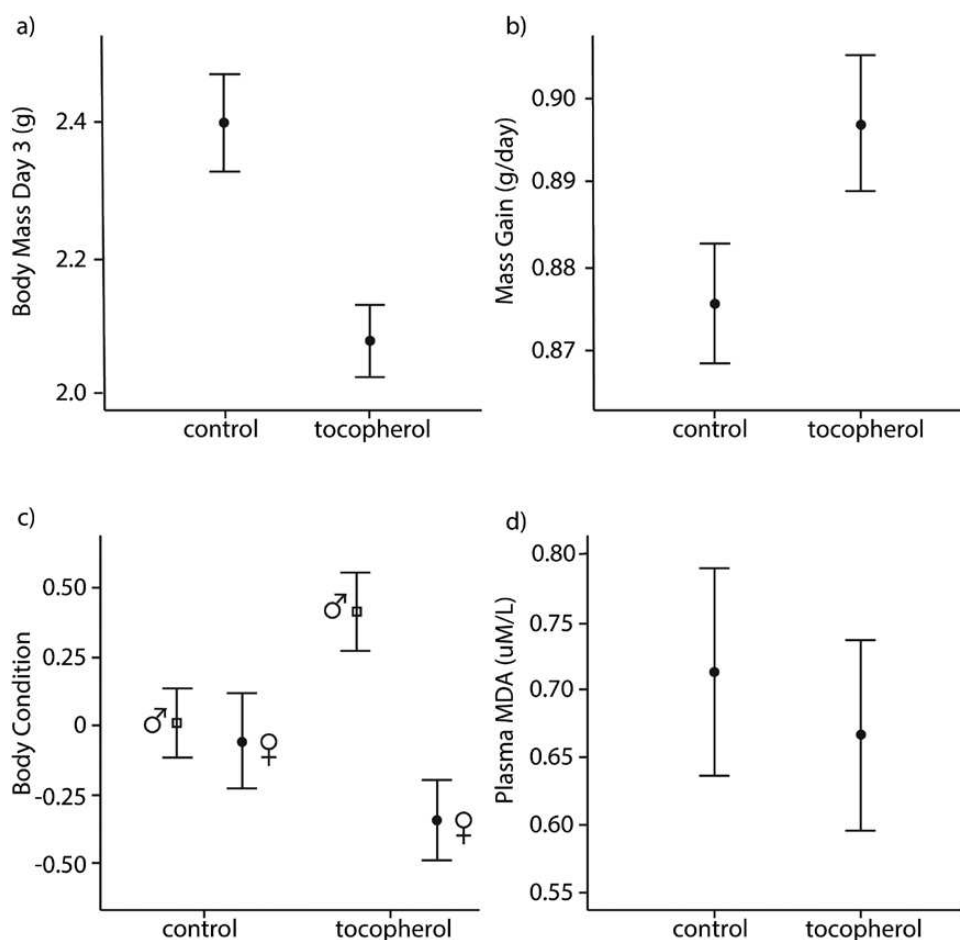 a)
Body Mass Day 3 (g)
2.4
2.2
2.0
control tocopherol
b)
Mass Gain (g/day)
0.90
0.89
0.88
0.87
control tocopherol
c)
Body Condition
0.50
0.25
0
-0.25
-0.50
♂
♀
♂
♀
control tocopherol
d)
Plasma MDA (uM/L)
0.80
0.75
0.70
0.65
0.60
0.55
control tocopherol